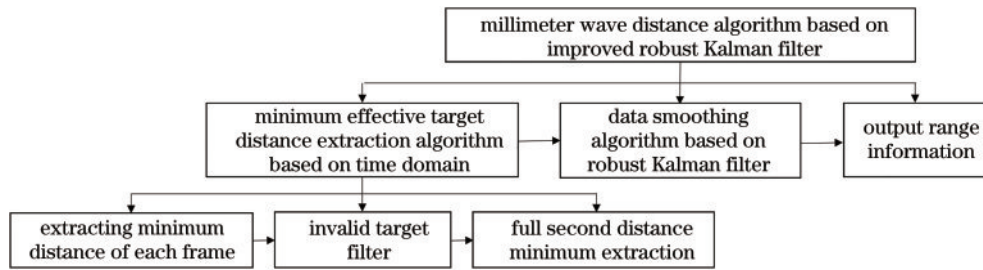 millimeter wave distance algorithm based on
improved robust Kalman filter
minimum effective target
distance extraction algorithm
based on time domain
data smoothing
algorithm based on
robust Kalman filter
output range
information
extracting minimum
distance of each frame
invalid target
filter
full second distance
minimum extraction